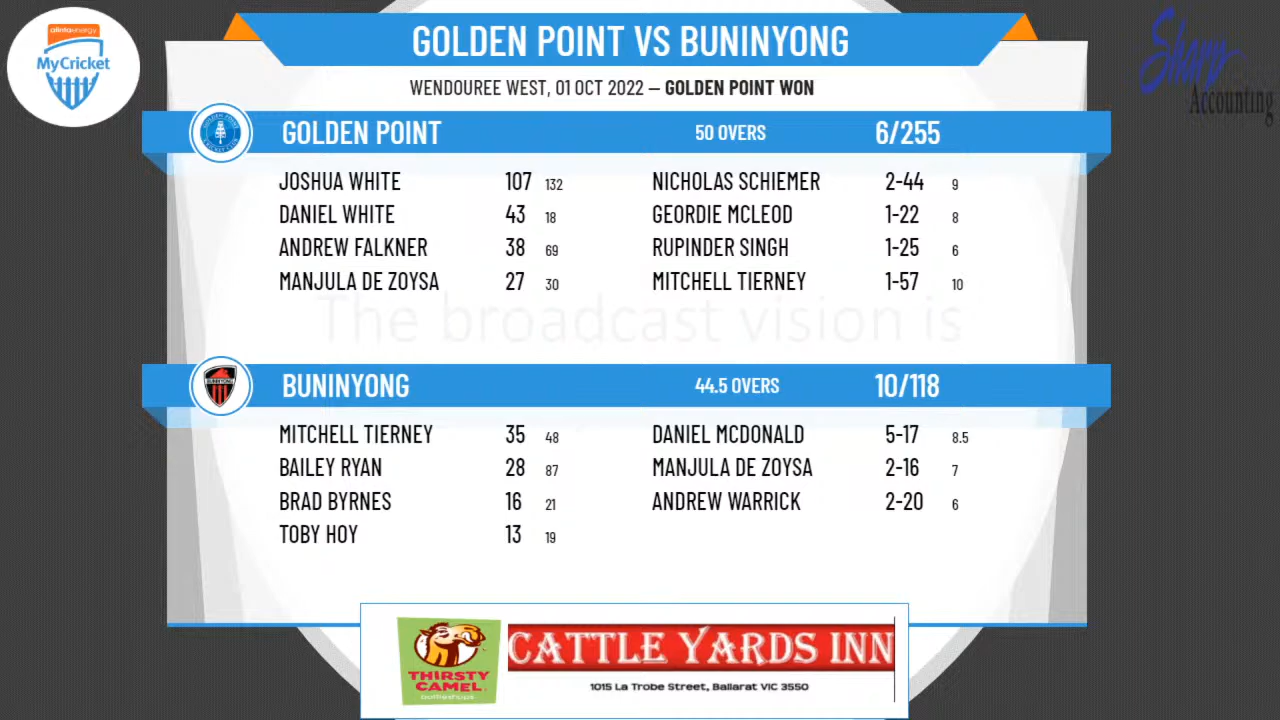 alinta energy
MyCricket
Sharp
Accounting
GOLDEN POINT VS BUNINYONG
WENDOUREE WEST, 01 OCT 2022 – GOLDEN POINT WON
GOLDEN POINT 50 OVERS 6/255
JOSHUA WHITE 107 132 NICHOLAS SCHIEMER 2-44 9
DANIEL WHITE 43 18 GEORDIE MCLEOD 1-22 8
ANDREW FALKNER 38 69 RUPINDER SINGH 1-25 6
MANJULA DE ZOYSA 27 30 MITCHELL TIERNEY 1-57 10
The broadcast vision is
BUNINYONG
BUNINYONG 44.5 OVERS 10/118
MITCHELL TIERNEY 35 48 DANIEL MCDONALD 5-17 8.5
BAILEY RYAN 28 87 MANJULA DE ZOYSA 2-16 7
BRAD BYRNES 16 21 ANDREW WARRICK 2-20 6
TOBY HOY 13 19
THIRSTY
CAMEL
bottleshops
CATTLE YARDS INN
1015 La Trobe Street, Ballarat VIC 3550